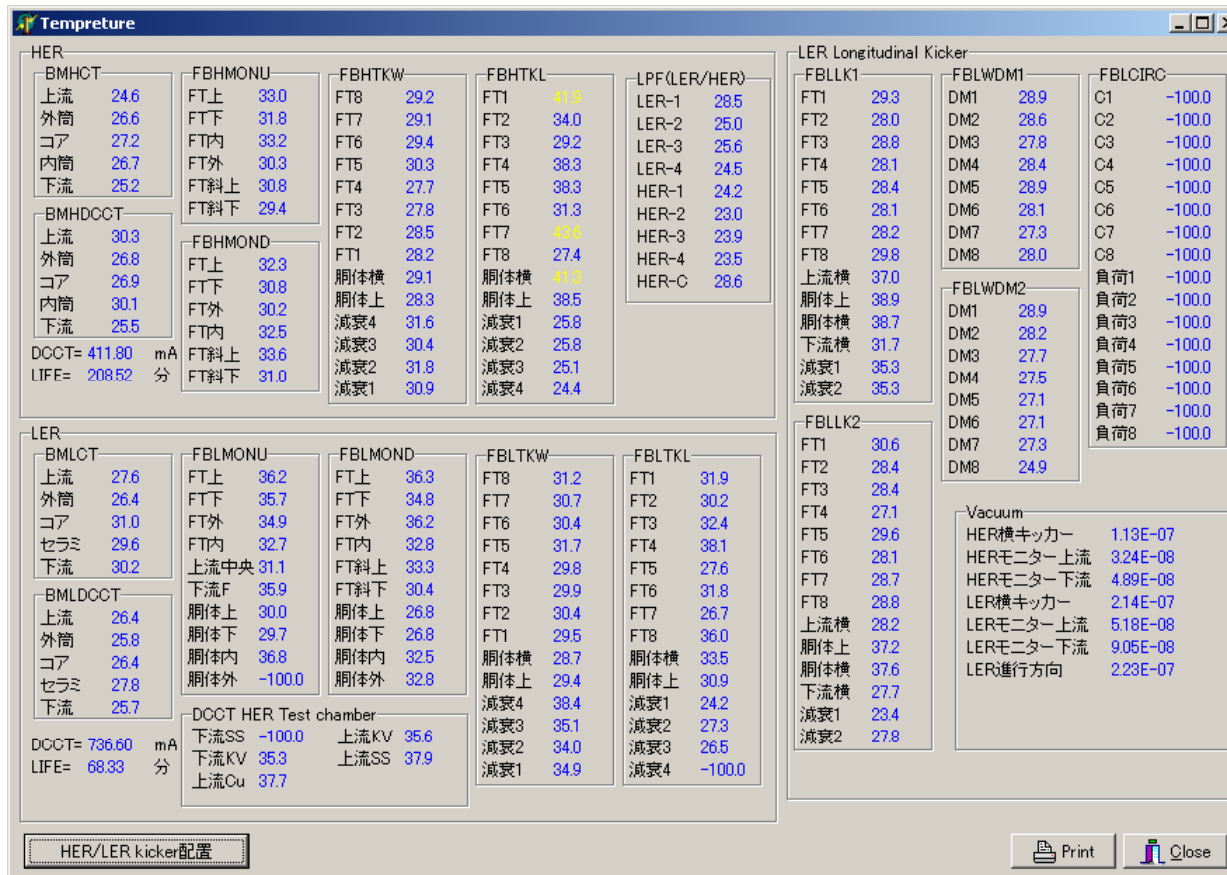 Tempreture
HER
BMHCT
上流 24.6
外筒 26.6
コア 27.2
内筒 26.7
下流 25.2
BMHDCCT
上流 30.3
外筒 26.8
コア 26.9
内筒 30.1
下流 25.5
DCCT= 411.80 mA
LIFE= 208.52 分
FBHMONU
FT上 33.0
FT下 31.8
FT内 33.2
FT外 30.3
FT斜上 30.8
FT斜下 29.4
FBHMOND
FT上 32.3
FT下 30.8
FT外 30.2
FT内 32.5
FT斜上 33.6
FT斜下 31.0
FBHTKW
FT8 29.2
FT7 29.1
FT6 29.4
FT5 30.3
FT4 27.7
FT3 27.8
FT2 28.5
FT1 28.2
胴体横 29.1
胴体上 28.3
減衰4 31.6
減衰3 30.4
減衰2 31.8
減衰1 30.9
FBHTKL
FT1 41.9
FT2 34.0
FT3 29.2
FT4 38.3
FT5 38.3
FT6 31.3
FT7 43.6
FT8 27.4
胴体横 41.3
胴体上 38.5
減衰1 25.8
減衰2 25.8
減衰3 25.1
減衰4 24.4
LPF(LER/HER)
LER-1 28.5
LER-2 25.0
LER-3 25.6
LER-4 24.5
HER-1 24.2
HER-2 23.0
HER-3 23.9
HER-4 23.5
HER-C 28.6
LER
BMLCT
上流 27.6
外筒 26.4
コア 31.0
セラミ 29.6
下流 30.2
BMLDCCT
上流 26.4
外筒 25.8
コア 26.4
セラミ 27.8
下流 25.7
DCCT= 736.60 mA
LIFE= 68.33 分
FBLMONU
FT上 36.2
FT下 35.7
FT外 34.9
FT内 32.7
上流中央 31.1
下流F 35.9
胴体上 30.0
胴体下 29.7
胴体内 36.8
胴体外 -100.0
FBLMOND
FT上 36.3
FT下 34.8
FT外 36.2
FT内 32.8
FT斜上 33.3
FT斜下 30.4
胴体上 26.8
胴体下 26.8
胴体内 32.5
胴体外 32.8
DCCT HER Test chamber
下流SS -100.0 上流KV 35.6
下流KV 35.3 上流SS 37.9
上流Cu 37.7
FBLTKW
FT8 31.2
FT7 30.7
FT6 30.4
FT5 31.7
FT4 29.8
FT3 29.9
FT2 30.4
FT1 29.5
胴体横 28.7
胴体上 29.4
減衰4 38.4
減衰3 35.1
減衰2 34.0
減衰1 34.9
FBLTKL
FT1 31.9
FT2 30.2
FT3 32.4
FT4 38.1
FT5 27.6
FT6 31.8
FT7 26.7
FT8 36.0
胴体横 33.5
胴体上 30.9
減衰1 24.2
減衰2 27.3
減衰3 26.5
減衰4 -100.0
LER Longitudinal Kicker
FBLLK1
FT1 29.3
FT2 28.0
FT3 28.8
FT4 28.1
FT5 28.4
FT6 28.1
FT7 28.2
FT8 29.8
上流横 37.0
胴体上 38.9
胴体横 38.7
下流横 31.7
減衰1 35.3
減衰2 35.3
FBLLK2
FT1 30.6
FT2 28.4
FT3 28.4
FT4 27.1
FT5 29.6
FT6 28.1
FT7 28.7
FT8 28.8
上流横 28.2
胴体上 37.2
胴体横 37.6
下流横 27.7
減衰1 23.4
減衰2 27.8
FBLWDM1
DM1 28.9
DM2 28.6
DM3 27.8
DM4 28.4
DM5 28.9
DM6 28.1
DM7 27.3
DM8 28.0
FBLWDM2
DM1 28.9
DM2 28.2
DM3 27.7
DM4 27.5
DM5 27.1
DM6 27.1
DM7 27.3
DM8 24.9
FBLCIRC
C1 -100.0
C2 -100.0
C3 -100.0
C4 -100.0
C5 -100.0
C6 -100.0
C7 -100.0
C8 -100.0
負荷1 -100.0
負荷2 -100.0
負荷3 -100.0
負荷4 -100.0
負荷5 -100.0
負荷6 -100.0
負荷7 -100.0
負荷8 -100.0
Vacuum
HER横キッカー 1.13E-07
HERモニター上流 3.24E-08
HERモニター下流 4.89E-08
LER横キッカー 2.14E-07
LERモニター上流 5.18E-08
LERモニター下流 9.05E-08
LER進行方向 2.23E-07
HER/LER kicker配置
Print
Close